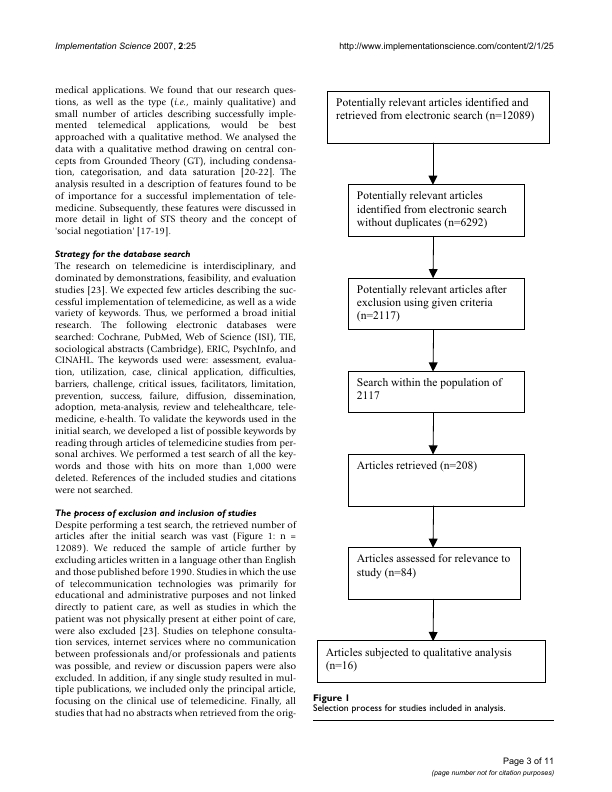 Implementation Science 2007, 2:25
http://www.implementationscience.com/content/2/1/25
medical applications. We found that our research ques-
tions, as well as the type (i.e., mainly qualitative) and
small number of articles describing successfully imple-
mented telemedical applications, would be best
approached with a qualitative method. We analysed the
data with a qualitative method drawing on central con-
cepts from Grounded Theory (GT), including condensa-
tion, categorisation, and data saturation [20-22]. The
analysis resulted in a description of features found to be
of importance for a successful implementation of tele-
medicine. Subsequently, these features were discussed in
more detail in light of STS theory and the concept of
'social negotiation' [17-19].
Strategy for the database search
The research on telemedicine is interdisciplinary, and
dominated by demonstrations, feasibility, and evaluation
studies [23]. We expected few articles describing the suc-
cessful implementation of telemedicine, as well as a wide
variety of keywords. Thus, we performed a broad initial
research. The following electronic databases were
searched: Cochrane, PubMed, Web of Science (ISI), TIE,
sociological abstracts (Cambridge), ERIC, PsychInfo, and
CINAHL. The keywords used were: assessment, evalua-
tion, utilization, case, clinical application, difficulties,
barriers, challenge, critical issues, facilitators, limitation,
prevention, success, failure, diffusion, dissemination,
adoption, meta-analysis, review and telehealthcare, tele-
medicine, e-health. To validate the keywords used in the
initial search, we developed a list of possible keywords by
reading through articles of telemedicine studies from per-
sonal archives. We performed a test search of all the key-
words and those with hits on more than 1,000 were
deleted. References of the included studies and citations
were not searched.
The process of exclusion and inclusion of studies
Despite performing a test search, the retrieved number of
articles after the initial search was vast (Figure 1: n =
12089). We reduced the sample of article further by
excluding articles written in a language other than English
and those published before 1990. Studies in which the use
of telecommunication technologies was primarily for
educational and administrative purposes and not linked
directly to patient care, as well as studies in which the
patient was not physically present at either point of care,
were also excluded [23]. Studies on telephone consulta-
tion services, internet services where no communication
between professionals and/or professionals and patients
was possible, and review or discussion papers were also
excluded. In addition, if any single study resulted in mul-
tiple publications, we included only the principal article,
focusing on the clinical use of telemedicine. Finally, all
studies that had no abstracts when retrieved from the orig-
Potentially relevant articles identified and
retrieved from electronic search (n=12089)
Potentially relevant articles
identified from electronic search
without duplicates (n=6292)
Potentially relevant articles after
exclusion using given criteria
(n=2117)
Search within the population of
2117
Articles retrieved (n=208)
Articles assessed for relevance to
study (n=84)
Articles subjected to qualitative analysis
(n=16)
Figure 1
Selection process for studies included in analysis.
Page 3 of 11
(page number not for citation purposes)